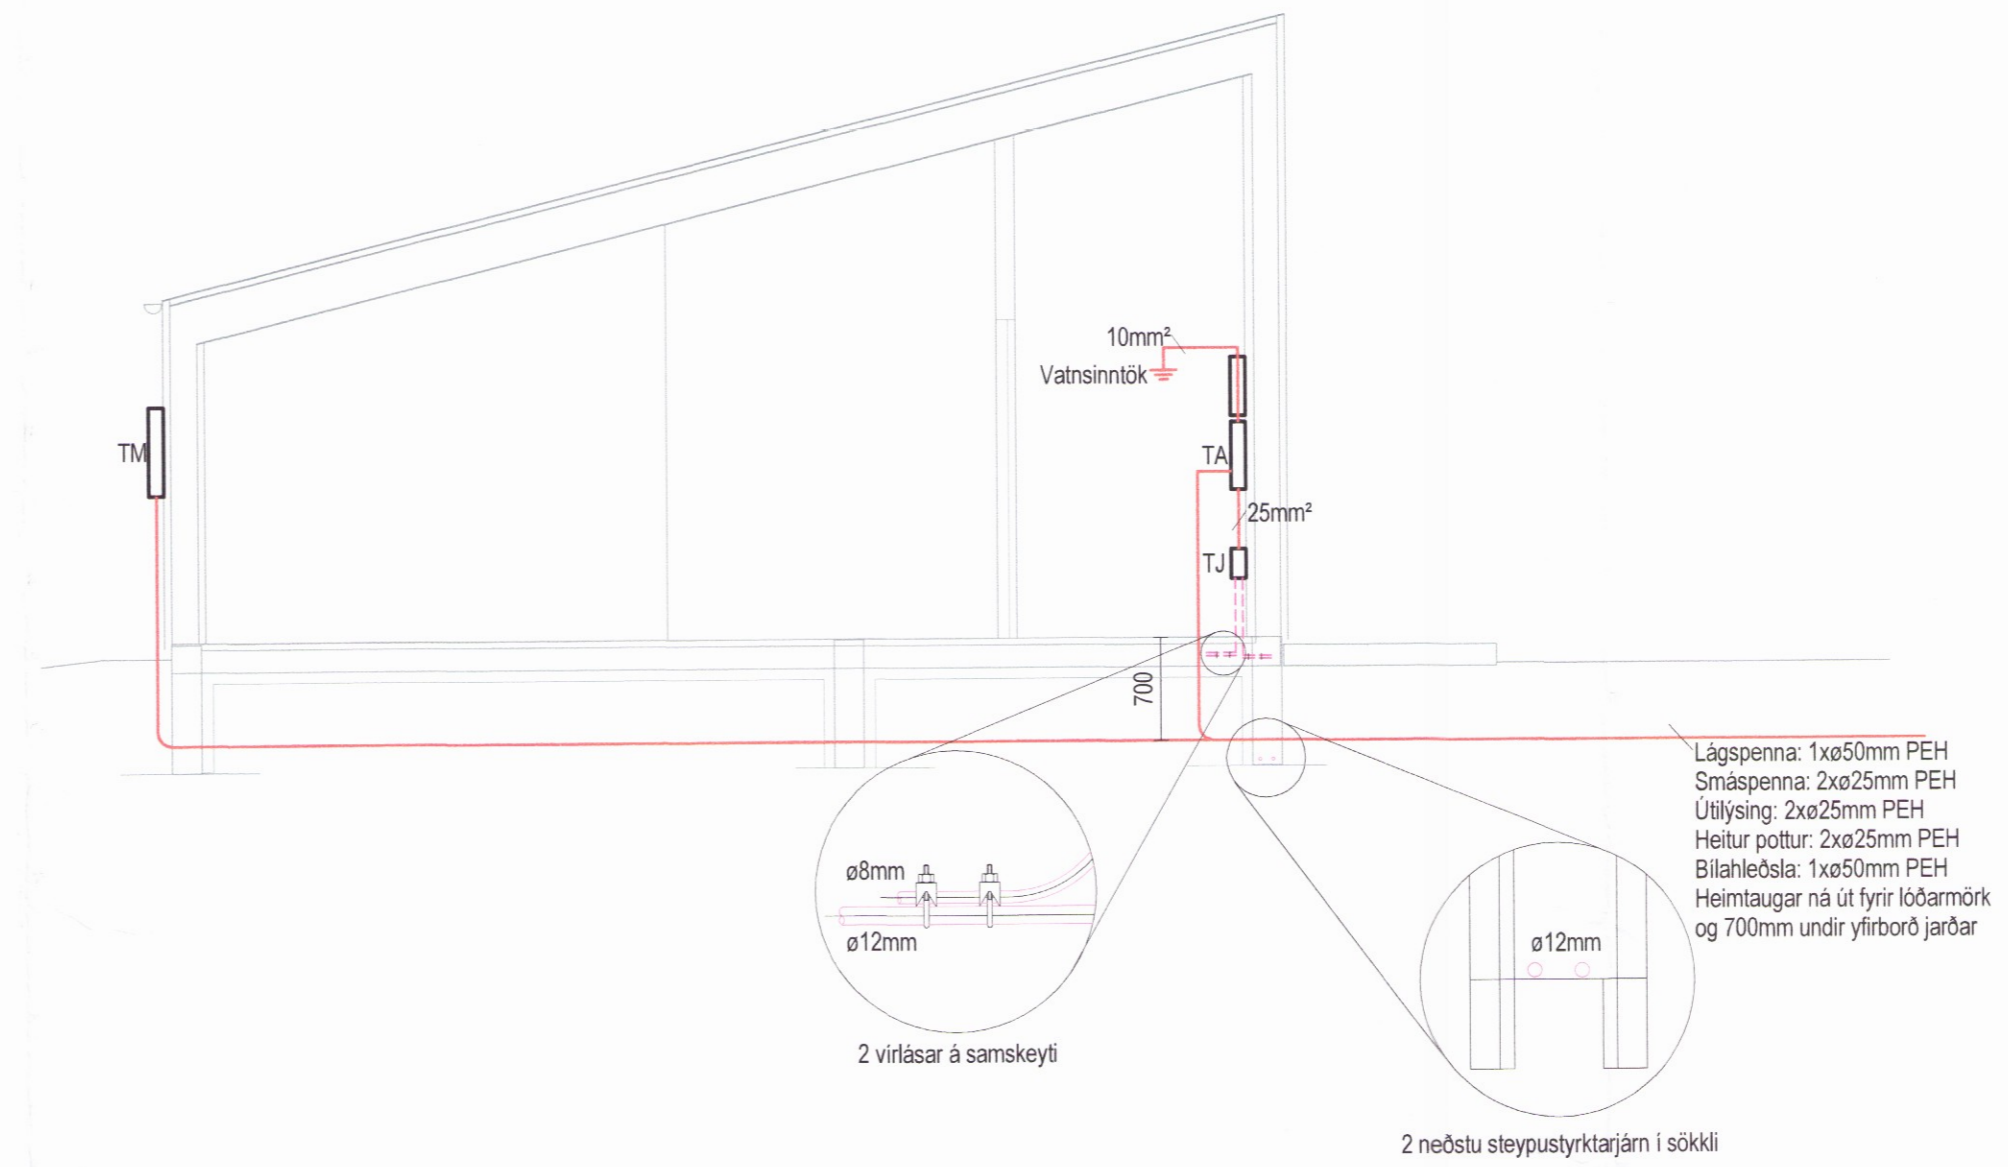 10mm²
Vatnsinntök
TM
TA
25mm²
TJ
700
Lágspenna: 1xø50mm PEH
Smáspenna: 2xø25mm PEH
Útilýsing: 2xø25mm PEH
Heitur pottur: 2xø25mm PEH
Bílahleðsla: 1xø50mm PEH
Heimtaugar ná út fyrir lóðarmörk
og 700mm undir yfirborð jarðar
ø8mm
ø12mm
2 vírlásar á samskeyti
ø12mm
2 neðstu steypustyrktarjárn í sökkli